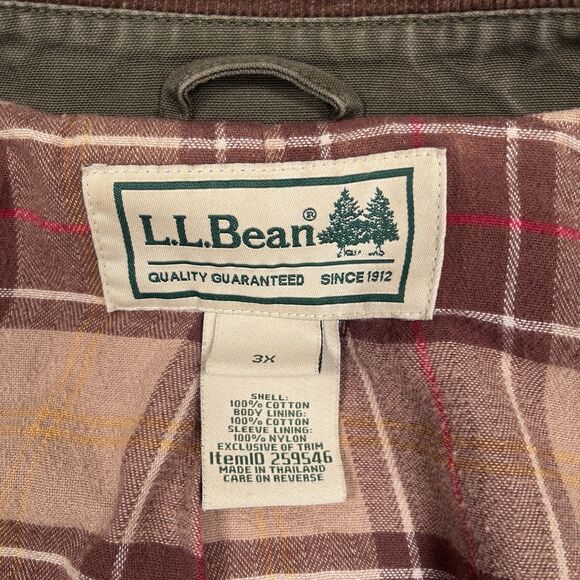 L.L.Bean®
QUALITY GUARANTEED SINCE 1912
3X
SHELL:
100% COTTON
BODY LINING:
100% COTTON
SLEEVE LINING:
100% NYLON
EXCLUSIVE OF TRIM
ItemID 259546
MADE IN THAILAND
CARE ON REVERSE